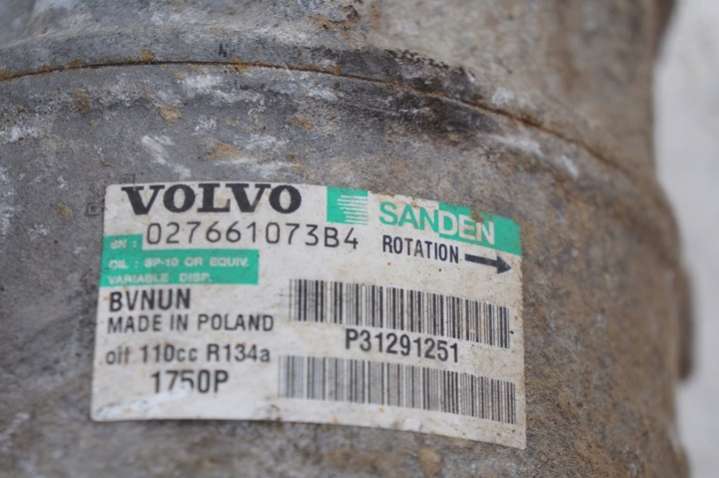 VOLVO SANDEN
SN : 027661073B4 ROTATION
OIL : SP-10 OR EQUIV.
VARIABLE DISP.
BVNUN
MADE IN POLAND
P31291251
oil 110cc R134a
1750P